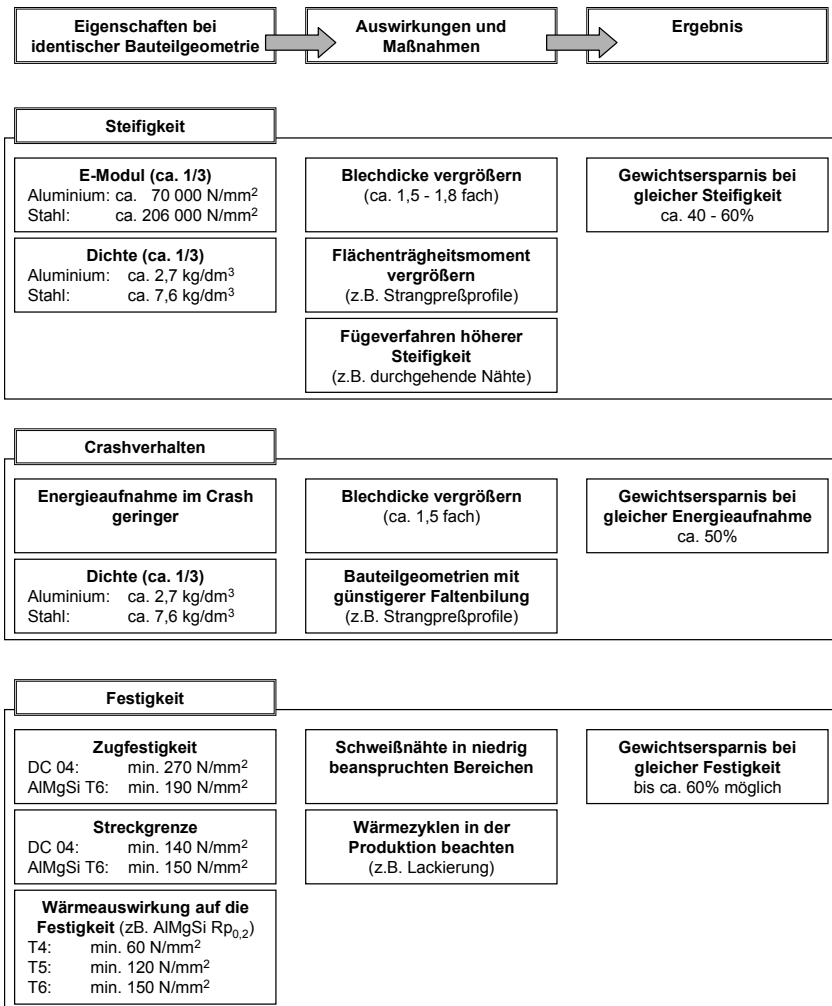 Eigenschaften bei
identischer Bauteilgeometrie
Auswirkungen und
Maßnahmen
Ergebnis
Steifigkeit
E-Modul (ca. 1/3)
Aluminium: ca. 70 000 N/mm²
Stahl: ca. 206 000 N/mm²
Dichte (ca. 1/3)
Aluminium: ca. 2,7 kg/dm³
Stahl: ca. 7,6 kg/dm³
Blechdicke vergrößern
(ca. 1,5 - 1,8 fach)
Flächenträgheitsmoment
vergrößern
(z.B. Strangpreßprofile)
Fügeverfahren höherer
Steifigkeit
(z.B. durchgehende Nähte)
Gewichtsersparnis bei
gleicher Steifigkeit
ca. 40 - 60%
Crashverhalten
Energieaufnahme im Crash
geringer
Dichte (ca. 1/3)
Aluminium: ca. 2,7 kg/dm³
Stahl: ca. 7,6 kg/dm³
Blechdicke vergrößern
(ca. 1,5 fach)
Bauteilgeometrien mit
günstigerer Faltenbilung
(z.B. Strangpreßprofile)
Gewichtsersparnis bei
gleicher Energieaufnahme
ca. 50%
Festigkeit
Zugfestigkeit
DC 04: min. 270 N/mm²
AlMgSi T6: min. 190 N/mm²
Streckgrenze
DC 04: min. 140 N/mm²
AlMgSi T6: min. 150 N/mm²
Wärmeauswirkung auf die
Festigkeit (zB. AlMgSi Rp0,2)
T4: min. 60 N/mm²
T5: min. 120 N/mm²
T6: min. 150 N/mm²
Schweißnähte in niedrig
beanspruchten Bereichen
Wärmezyklen in der
Produktion beachten
(z.B. Lackierung)
Gewichtsersparnis bei
gleicher Festigkeit
bis ca. 60% möglich